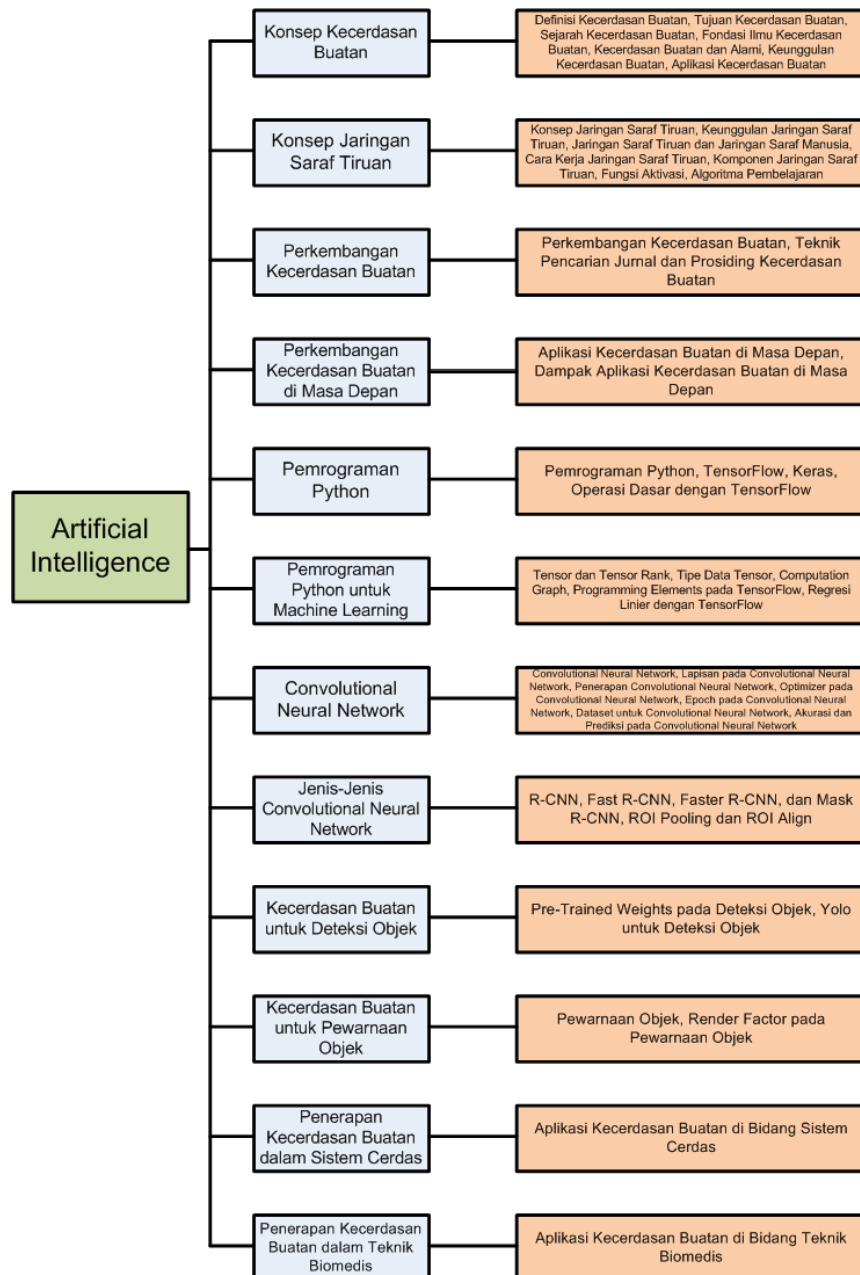 Konsep Kecerdasan
Buatan
Definisi Kecerdasan Buatan, Tujuan Kecerdasan Buatan,
Sejarah Kecerdasan Buatan, Fondasi Ilmu Kecerdasan
Buatan, Kecerdasan Buatan dan Alami, Keunggulan
Kecerdasan Buatan, Aplikasi Kecerdasan Buatan
Konsep Jaringan
Saraf Tiruan
Konsep Jaringan Saraf Tiruan, Keunggulan Jaringan Saraf
Tiruan, Jaringan Saraf Tiruan dan Jaringan Saraf Manusia,
Cara Kerja Jaringan Saraf Tiruan, Komponen Jaringan Saraf
Tiruan, Fungsi Aktivasi, Algoritma Pembelajaran
Perkembangan
Kecerdasan Buatan
Perkembangan Kecerdasan Buatan, Teknik
Pencarian Jurnal dan Prosiding Kecerdasan
Buatan
Perkembangan
Kecerdasan Buatan
di Masa Depan
Aplikasi Kecerdasan Buatan di Masa Depan,
Dampak Aplikasi Kecerdasan Buatan di Masa
Depan
Pemrograman
Python
Pemrograman Python, TensorFlow, Keras,
Operasi Dasar dengan TensorFlow
Artificial
Intelligence
Pemrograman
Python untuk
Machine Learning
Tensor dan Tensor Rank, Tipe Data Tensor, Computation
Graph, Programming Elements pada TensorFlow, Regresi
Linier dengan TensorFlow
Convolutional
Neural Network
Convolutional Neural Network, Lapisan pada Convolutional Neural
Network, Penerapan Convolutional Neural Network, Optimizer pada
Convolutional Neural Network, Epoch pada Convolutional Neural
Network, Dataset untuk Convolutional Neural Network, Akurasi dan
Prediksi pada Convolutional Neural Network
Jenis-Jenis
Convolutional Neural
Network
R-CNN, Fast R-CNN, Faster R-CNN, dan Mask
R-CNN, ROI Pooling dan ROI Align
Kecerdasan Buatan
untuk Deteksi Objek
Pre-Trained Weights pada Deteksi Objek, Yolo
untuk Deteksi Objek
Kecerdasan Buatan
untuk Pewarnaan
Objek
Pewarnaan Objek, Render Factor pada
Pewarnaan Objek
Penerapan
Kecerdasan Buatan
dalam Sistem Cerdas
Aplikasi Kecerdasan Buatan di Bidang Sistem
Cerdas
Penerapan Kecerdasan
Buatan dalam Teknik
Biomedis
Aplikasi Kecerdasan Buatan di Bidang Teknik
Biomedis